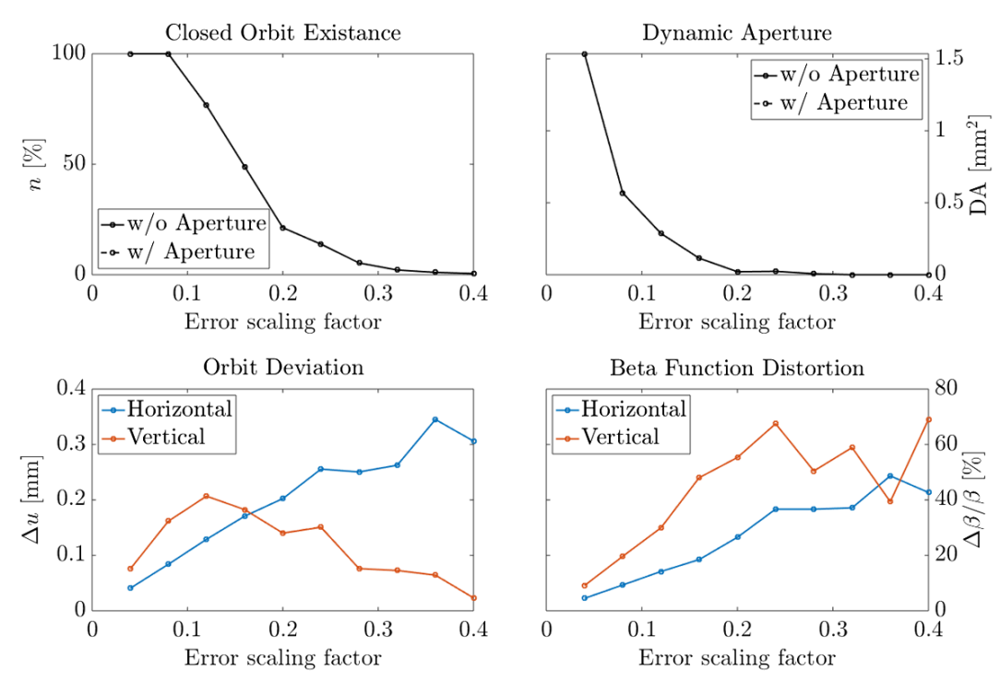 Closed Orbit Existance
100
50
0
n [%]
w/o Aperture
w/ Aperture
0 0.1 0.2 0.3 0.4
Error scaling factor
Dynamic Aperture
w/o Aperture
w/ Aperture
1.5
1
0.5
0
DA [mm²]
0 0.1 0.2 0.3 0.4
Error scaling factor
Orbit Deviation
0.4
0.3
0.2
0.1
0
Δu [mm]
Horizontal
Vertical
0 0.1 0.2 0.3 0.4
Error scaling factor
Beta Function Distortion
Horizontal
Vertical
80
60
40
20
0
Δβ/β [%]
0 0.1 0.2 0.3 0.4
Error scaling factor